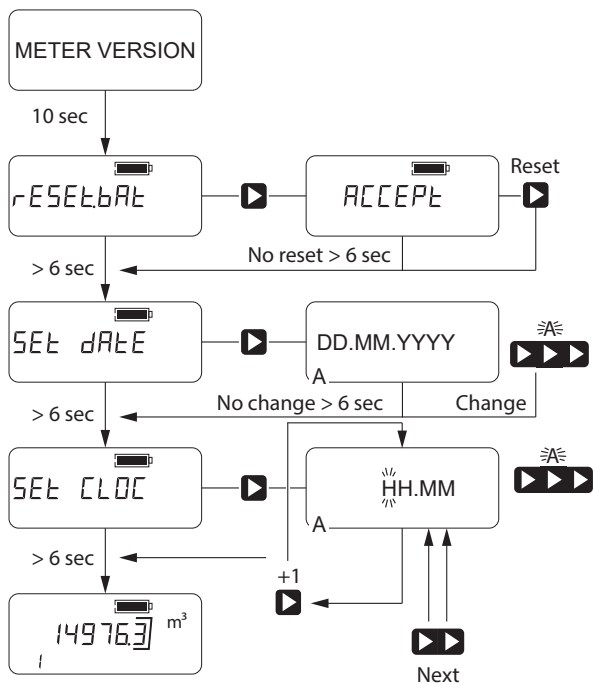 METER VERSION
10 sec
rESEt.bAt
ACCEPt
Reset
No reset > 6 sec
> 6 sec
SEt dAtE
DD.MM.YYYY
A
A
No change > 6 sec
Change
> 6 sec
SEt CLOC
HH.MM
A
A
> 6 sec
+1
14976.3 m³
1
Next